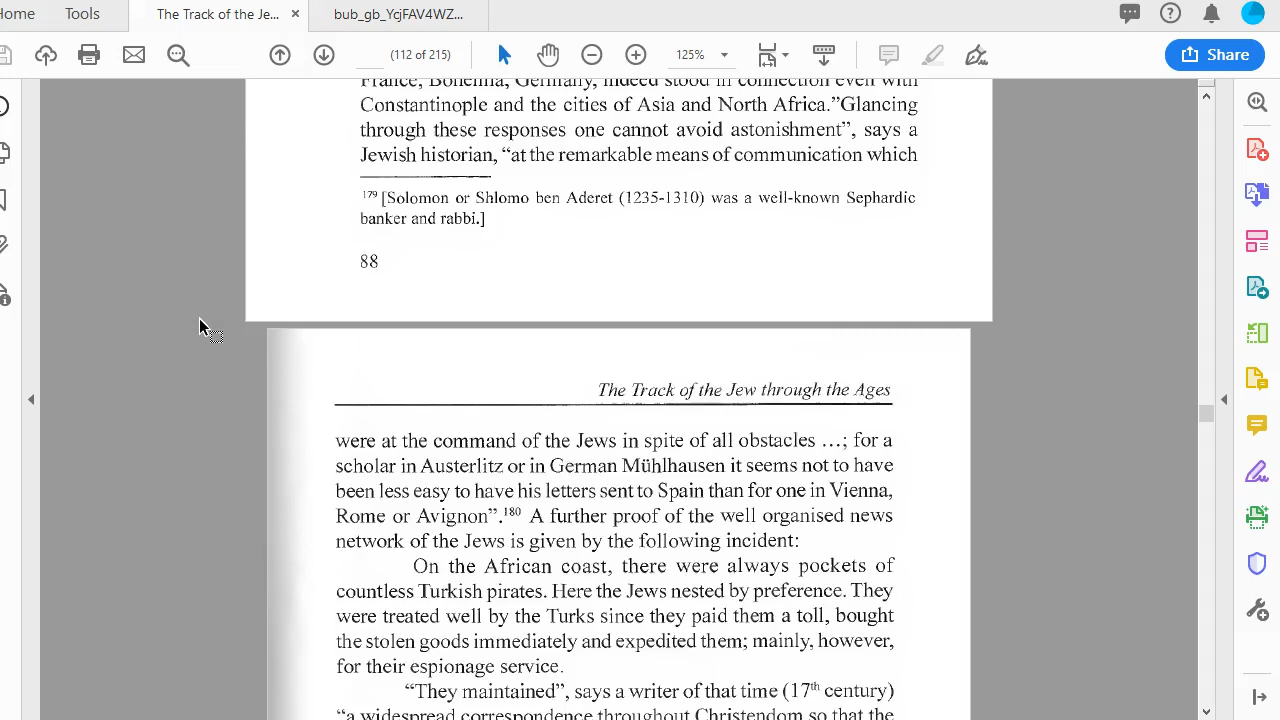 Home
Tools
The Track of the Je...
bub_gb_YcjFAV4WZ...
(112 of 215)
125%
Share
France, Bohemia, Germany, indeed stood in connection even with
Constantinople and the cities of Asia and North Africa.”Glancing
through these responses one cannot avoid astonishment”, says a
Jewish historian, “at the remarkable means of communication which
179 [Solomon or Shlomo ben Aderet (1235-1310) was a well-known Sephardic
banker and rabbi.]
88
The Track of the Jew through the Ages
were at the command of the Jews in spite of all obstacles …; for a
scholar in Austerlitz or in German Mühlhausen it seems not to have
been less easy to have his letters sent to Spain than for one in Vienna,
Rome or Avignon”.180 A further proof of the well organised news
network of the Jews is given by the following incident:
On the African coast, there were always pockets of
countless Turkish pirates. Here the Jews nested by preference. They
were treated well by the Turks since they paid them a toll, bought
the stolen goods immediately and expedited them; mainly, however,
for their espionage service.
“They maintained”, says a writer of that time (17th century)
“a widespread correspondence throughout Christendom so that the